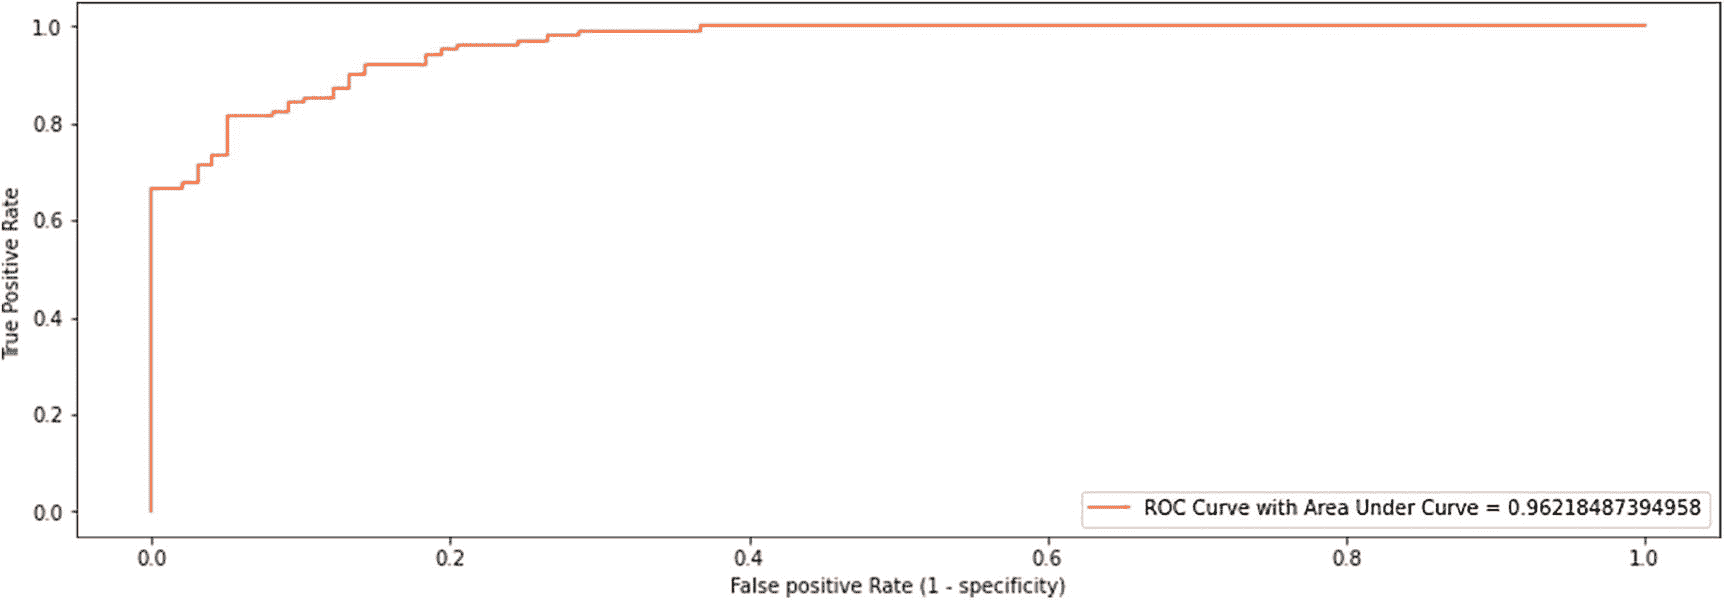 1.0
0.8
0.6
0.4
0.2
0.0
True Positive Rate
ROC Curve with Area Under Curve = 0.96218487394958
0.0 0.2 0.4 0.6 0.8 1.0
False positive Rate (1 - specificity)